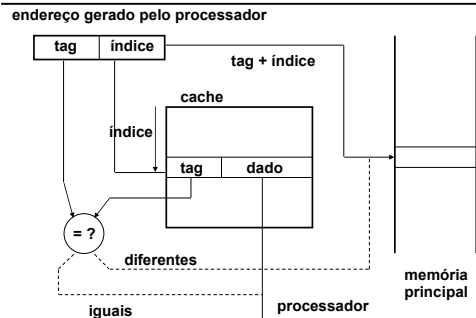 endereço gerado pelo processador
tag
índice
tag + índice
cache
índice
tag
dado
= ?
diferentes
memória
principal
iguais
processador